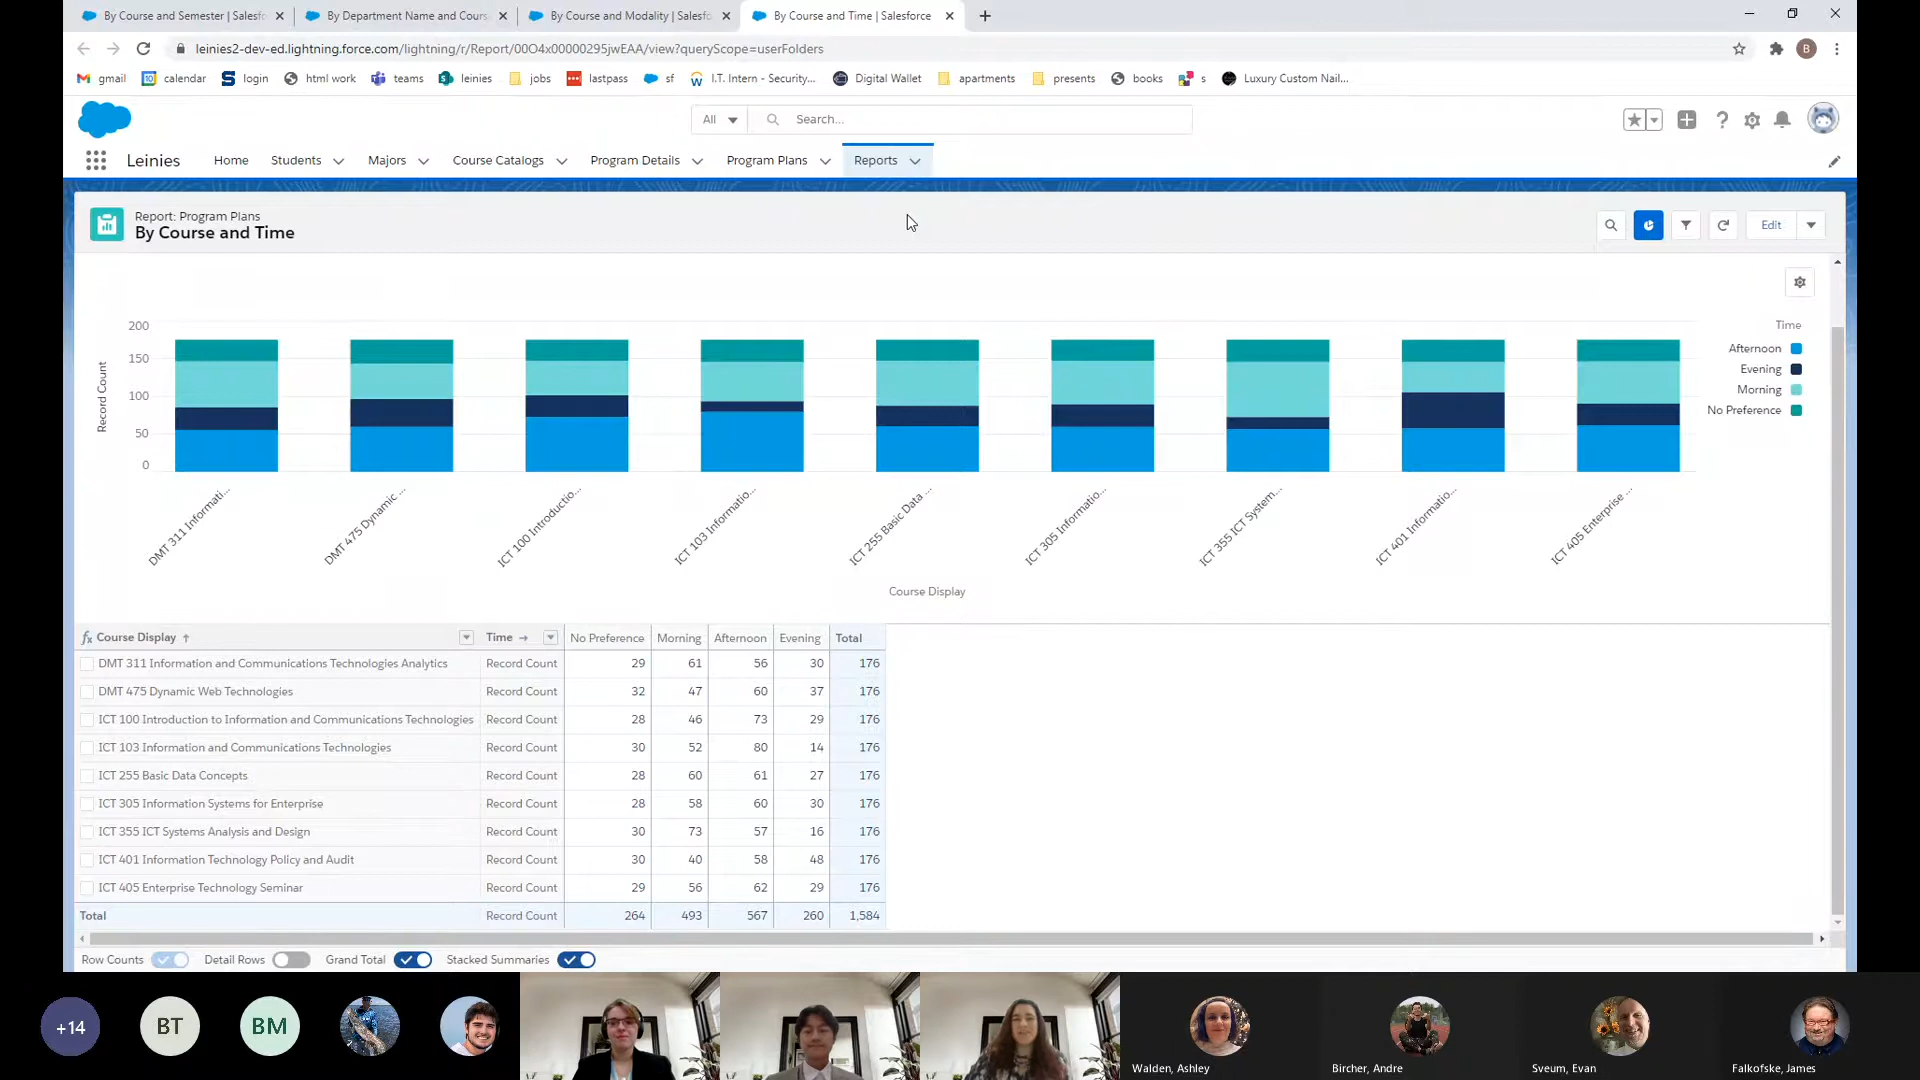 By Course and Semester | Salesfo
By Department Name and Cours
By Course and Modality | Salesfo
By Course and Time | Salesforce
leinies2-dev-ed.lightning.force.com/lightning/r/Report/00O4x00000295jwEAA/view?queryScope=userFolders
B
gmail
calendar
login
html work
teams
leinies
jobs
lastpass
sf
I.T. Intern - Security...
Digital Wallet
apartments
presents
books
s
Luxury Custom Nail...
All
Search...
Leinies
Home
Students
Majors
Course Catalogs
Program Details
Program Plans
Reports
Report: Program Plans
By Course and Time
Edit
200
150
100
50
0
Record Count
Time
Afternoon
Evening
Morning
No Preference
DMT 311 Informati...
DMT 475 Dynamic ...
ICT 100 Introductio...
ICT 103 Informatio...
ICT 255 Basic Data ...
ICT 305 Informatio...
ICT 355 ICT System...
ICT 401 Informatio...
ICT 405 Enterprise ...
Course Display
fx Course Display ↑ Time → No Preference Morning Afternoon Evening Total
DMT 311 Information and Communications Technologies Analytics Record Count 29 61 56 30 176
DMT 475 Dynamic Web Technologies Record Count 32 47 60 37 176
ICT 100 Introduction to Information and Communications Technologies Record Count 28 46 73 29 176
ICT 103 Information and Communications Technologies Record Count 30 52 80 14 176
ICT 255 Basic Data Concepts Record Count 28 60 61 27 176
ICT 305 Information Systems for Enterprise Record Count 28 58 60 30 176
ICT 355 ICT Systems Analysis and Design Record Count 30 73 57 16 176
ICT 401 Information Technology Policy and Audit Record Count 30 40 58 48 176
ICT 405 Enterprise Technology Seminar Record Count 29 56 62 29 176
Total Record Count 264 493 567 260 1,584
Row Counts
Detail Rows
Grand Total
Stacked Summaries
+14
BT
BM
Walden, Ashley
Bircher, Andre
Sveum, Evan
Falkofske, James